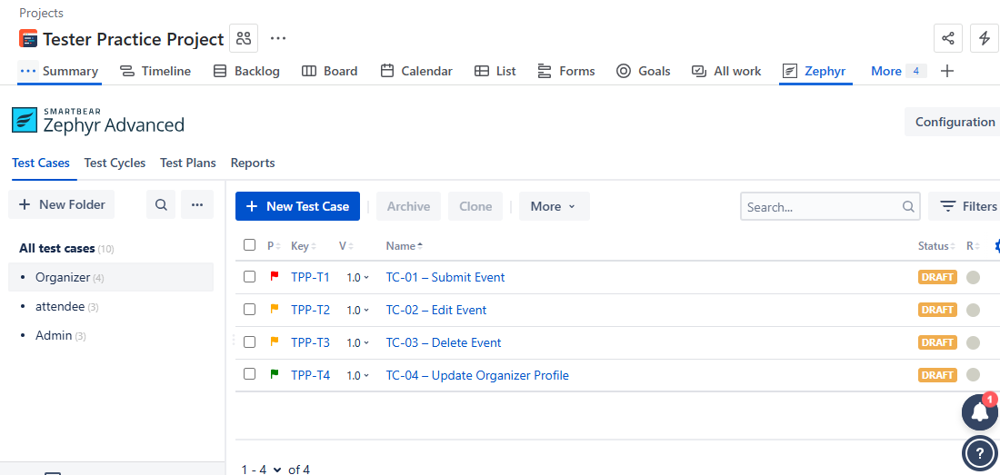 Projects
Tester Practice Project
Summary Timeline Backlog Board Calendar List Forms Goals All work Zephyr More 4
SMARTBEAR
Zephyr Advanced
Configuration
Test Cases Test Cycles Test Plans Reports
New Folder
New Test Case Archive Clone More Search... Filters
All test cases (10)
Organizer (4)
attendee (3)
Admin (3)
P Key V Name Status R
TPP-T1 1.0 TC-01 – Submit Event DRAFT
TPP-T2 1.0 TC-02 – Edit Event DRAFT
TPP-T3 1.0 TC-03 – Delete Event DRAFT
TPP-T4 1.0 TC-04 – Update Organizer Profile DRAFT
1
?
1 - 4 of 4